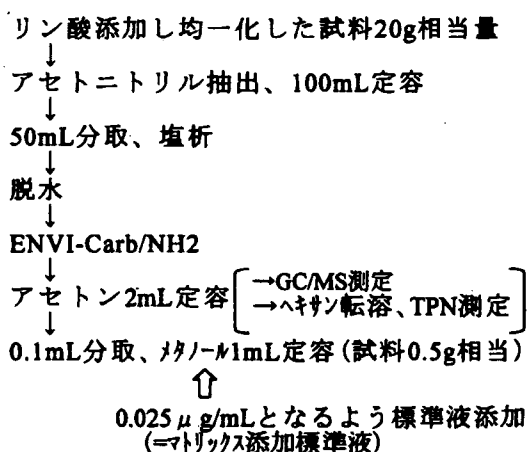 リン酸添加し均一化した試料20g相当量
↓
アセトニトリル抽出、100mL定容
↓
50mL分取、塩析
↓
脱水
↓
ENVI-Carb/NH2
↓
アセトン2mL定容
→GC/MS測定
→ヘキサン転溶、TPN測定
↓
0.1mL分取、メタノール1mL定容(試料0.5g相当)
⇧
0.025μg/mLとなるよう標準液添加
(=マトリックス添加標準液)